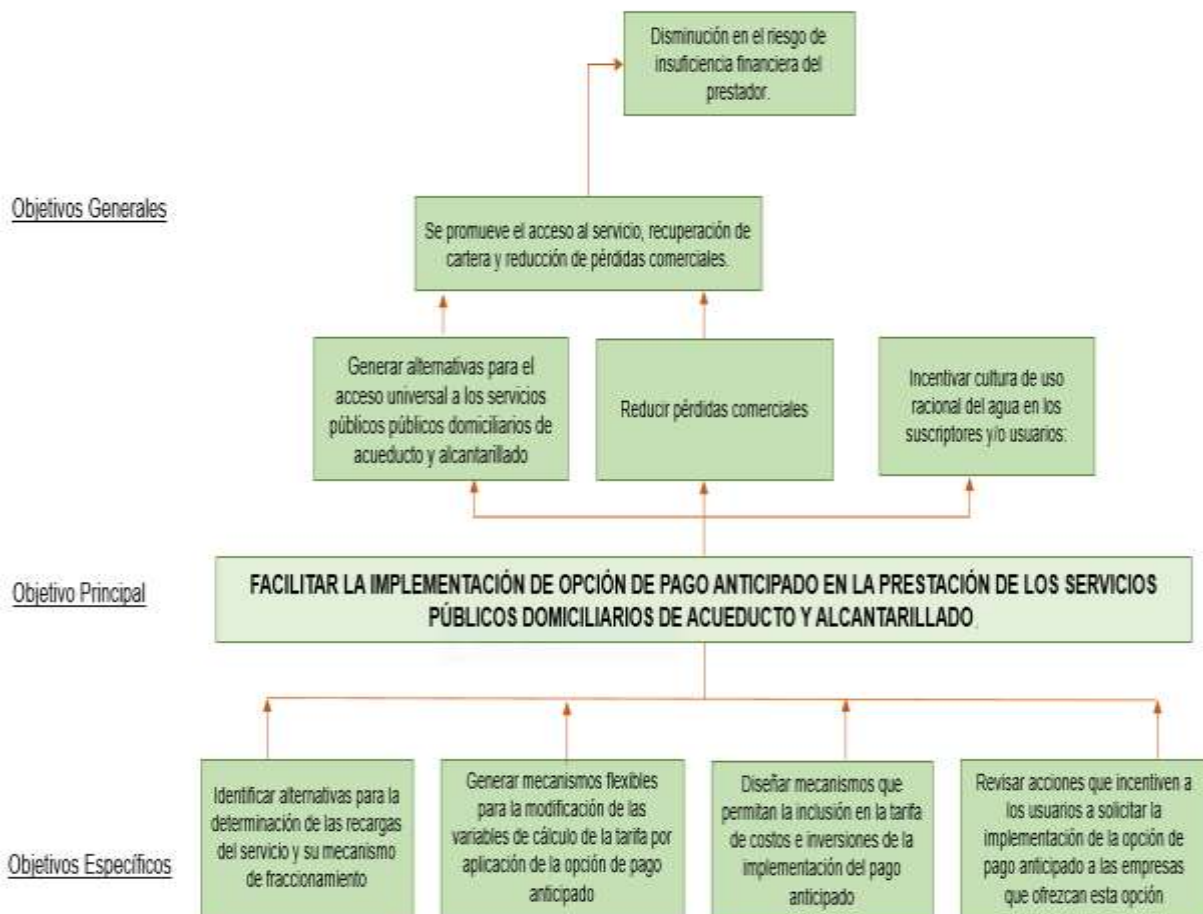 Disminución en el riesgo de
insuficiencia financiera del
prestador.
Objetivos Generales
Se promueve el acceso al servicio, recuperación de
cartera y reducción de pérdidas comerciales.
Generar alternativas para el
acceso universal a los servicios
públicos públicos domiciliarios de
acueducto y alcantarillado
Reducir pérdidas comerciales
Incentivar cultura de uso
racional del agua en los
suscriptores y/o usuarios:
Objetivo Principal
FACILITAR LA IMPLEMENTACIÓN DE OPCIÓN DE PAGO ANTICIPADO EN LA PRESTACIÓN DE LOS SERVICIOS
PÚBLICOS DOMICILIARIOS DE ACUEDUCTO Y ALCANTARILLADO
Objetivos Específicos
Identificar alternativas para la
determinación de las recargas
del servicio y su mecanismo
de fraccionamiento
Generar mecanismos flexibles
para la modificación de las
variables de cálculo de la tarifa por
aplicación de la opción de pago
anticipado
Diseñar mecanismos que
permitan la inclusión en la tarifa
de costos e inversiones de la
implementación del pago
anticipado
Revisar acciones que incentiven a
los usuarios a solicitar la
implementación de la opción de
pago anticipado a las empresas
que ofrezcan esta opción